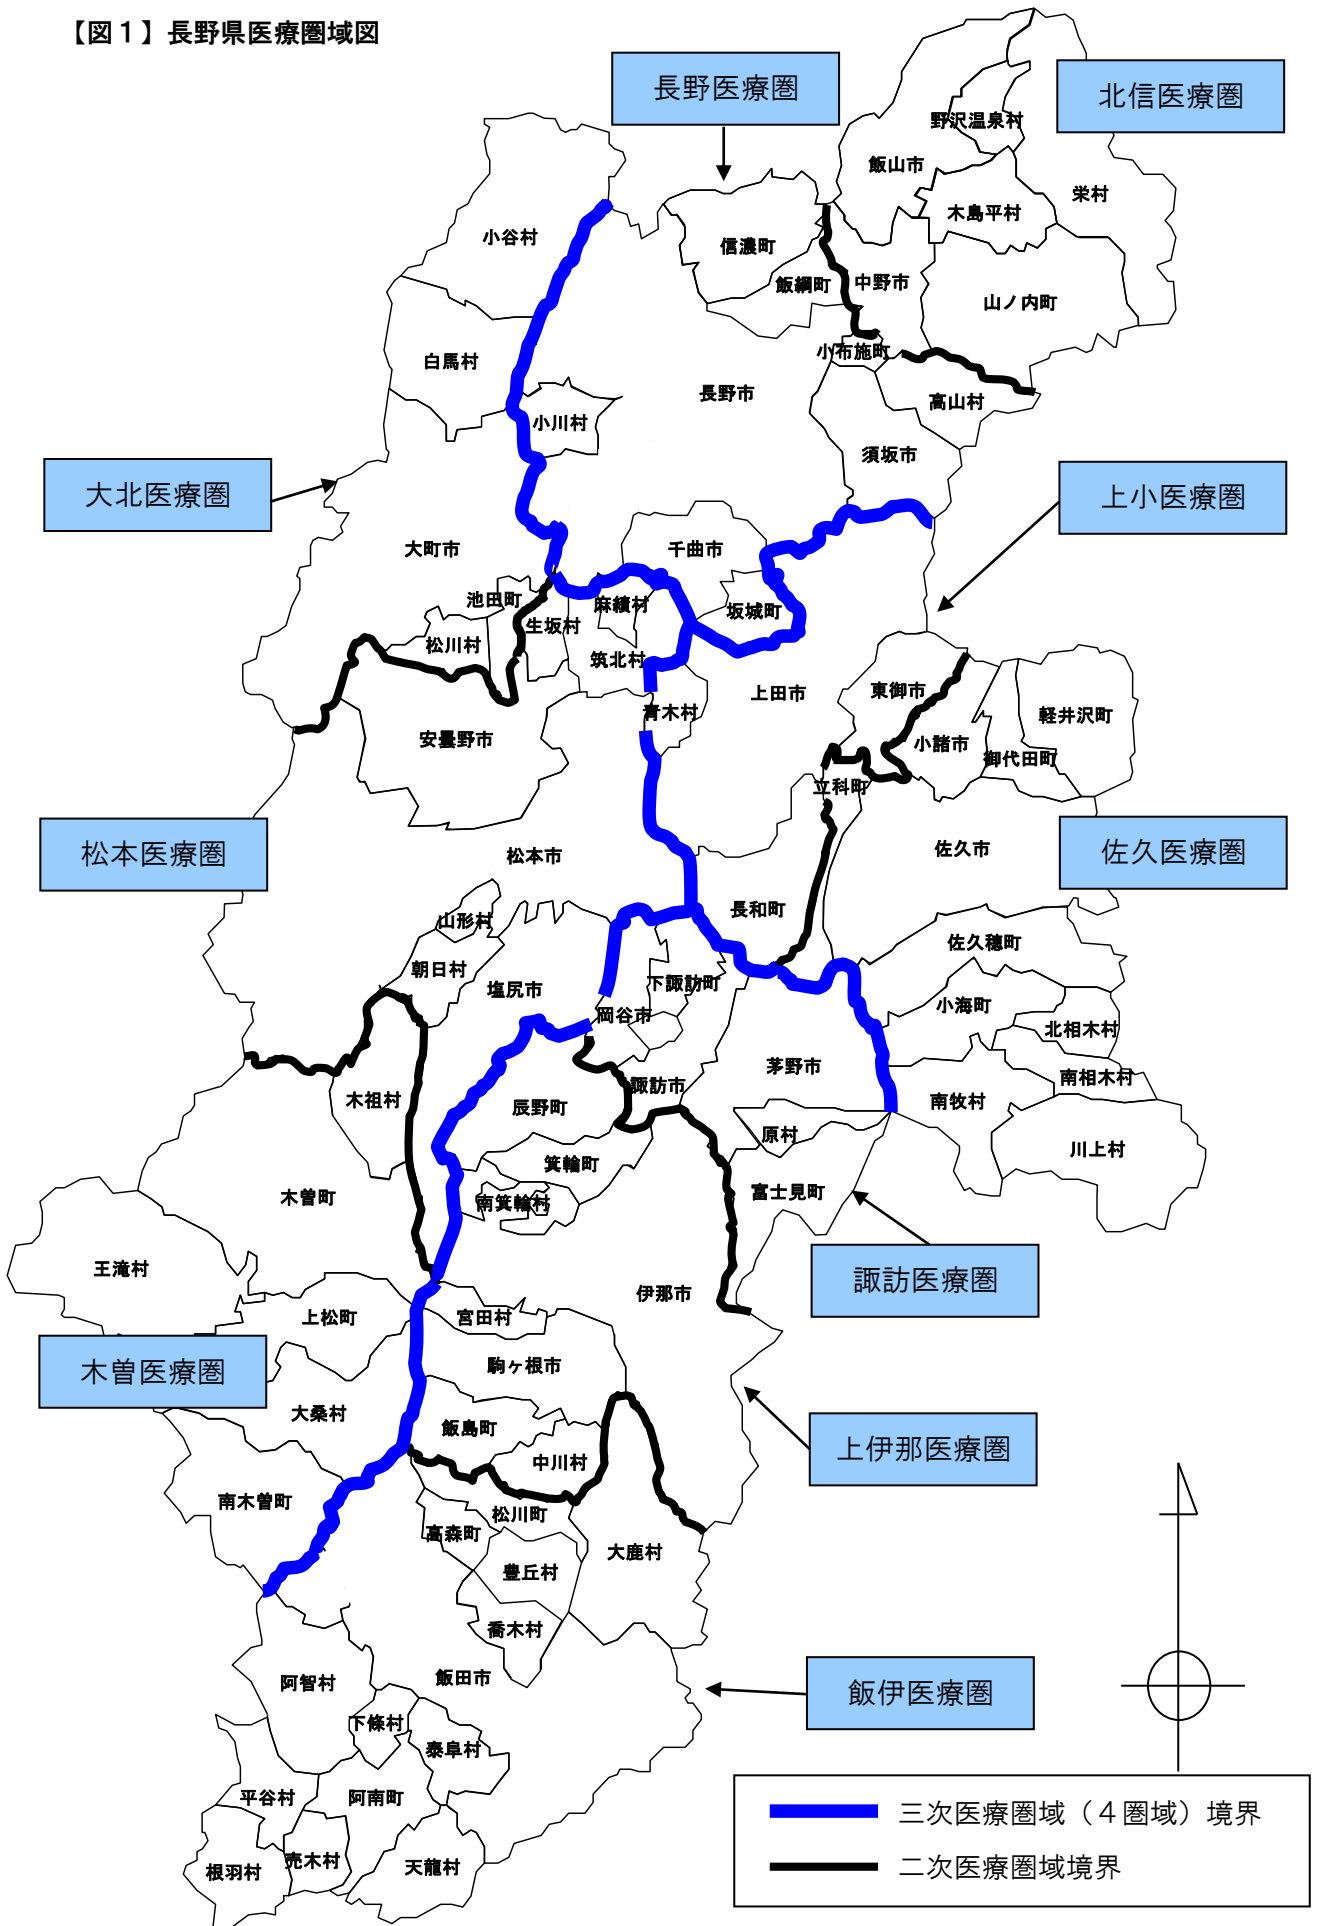 【図１】長野県医療圏域図
長野医療圏
北信医療圏
野沢温泉村
飯山市
栄村
木島平村
小谷村
信濃町
飯綱町
中野市
山ノ内町
小布施町
白馬村
長野市
高山村
小川村
須坂市
大北医療圏
上小医療圏
大町市
千曲市
池田町
麻績村
坂城町
生坂村
松川村
筑北村
上田市
東御市
青木村
軽井沢町
安曇野市
小諸市
御代田町
立科町
松本医療圏
松本市
佐久市
佐久医療圏
山形村
長和町
佐久穂町
朝日村
塩尻市
下諏訪町
小海町
岡谷市
北相木村
茅野市
南相木村
諏訪市
木祖村
辰野町
南牧村
原村
川上村
箕輪町
木曽町
南箕輪村
富士見町
王滝村
諏訪医療圏
伊那市
上松町
宮田村
木曽医療圏
駒ヶ根市
大桑村
飯島町
上伊那医療圏
中川村
南木曽町
松川町
高森町
大鹿村
豊丘村
喬木村
飯田市
阿智村
飯伊医療圏
下條村
泰阜村
平谷村
阿南町
三次医療圏域（４圏域）境界
売木村
天龍村
根羽村
二次医療圏域境界